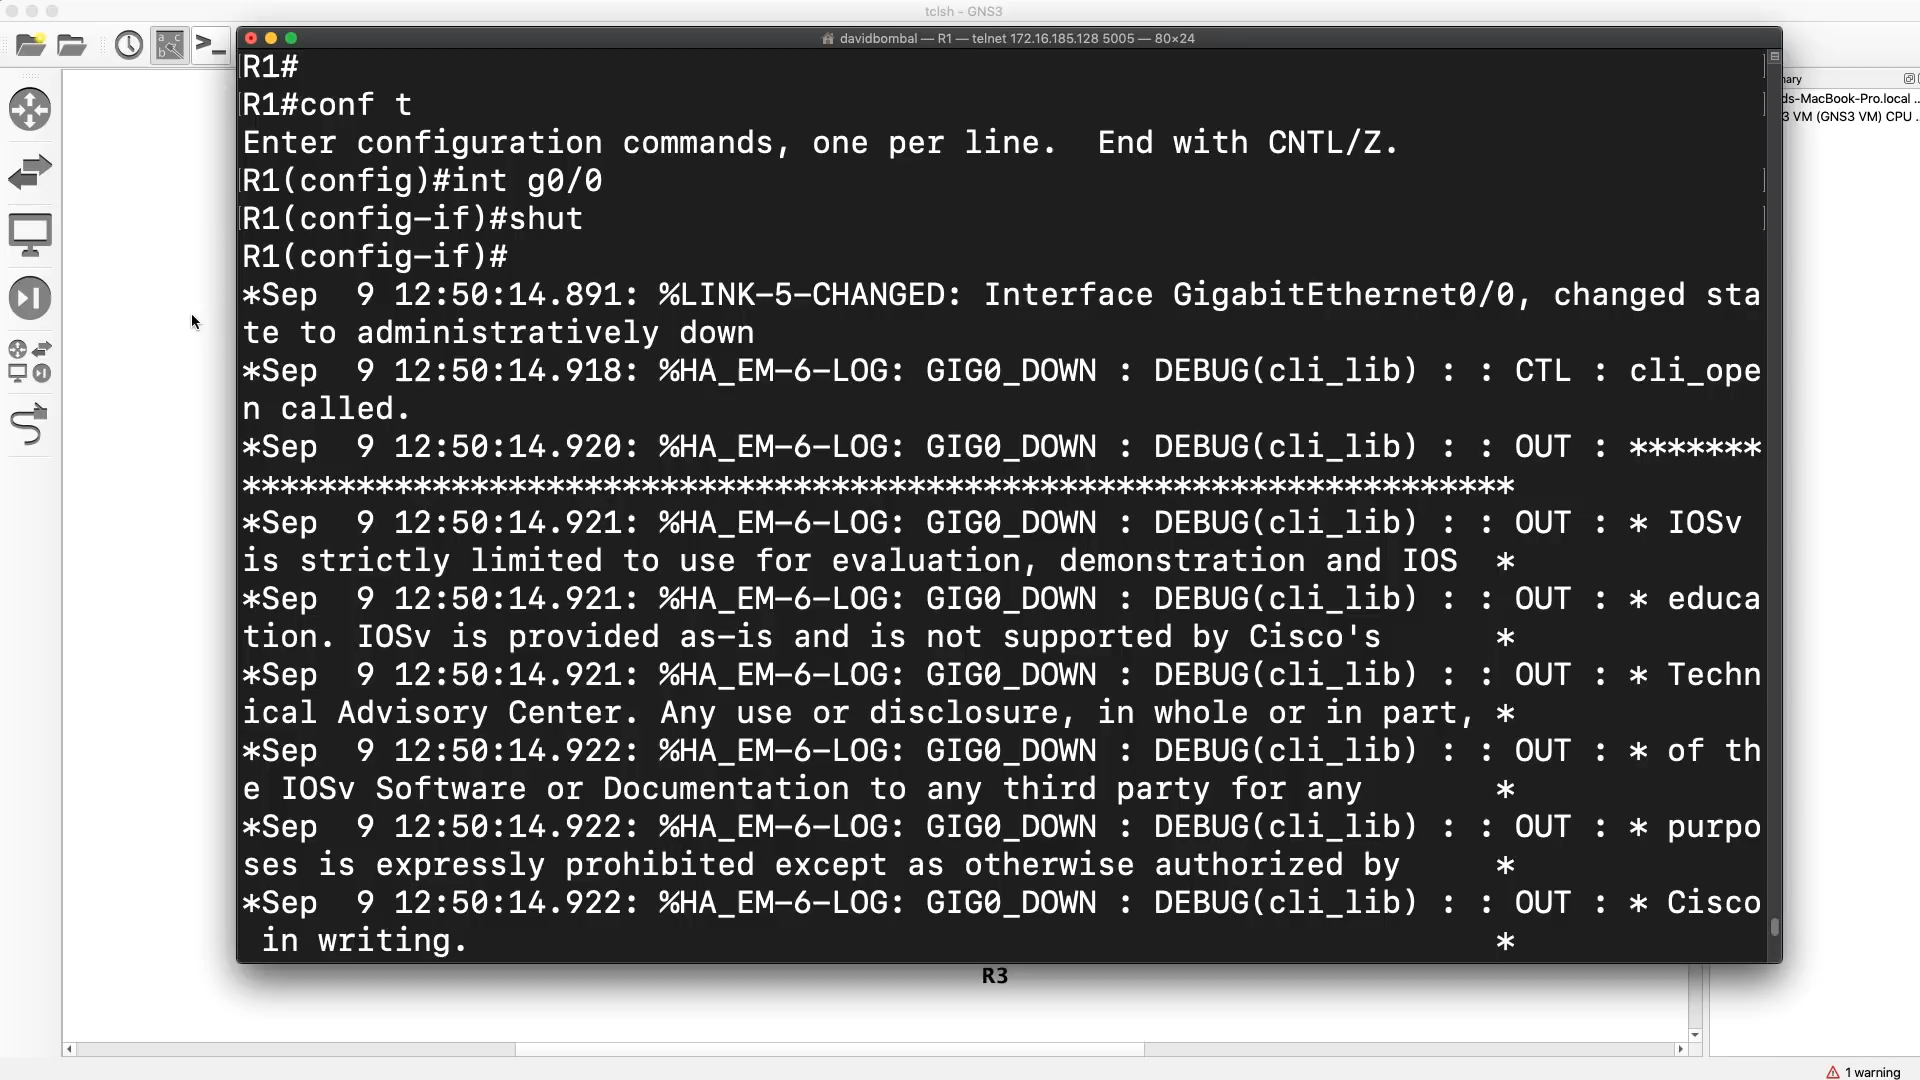 tclsh - GNS3
davidbombal — R1 — telnet 172.16.185.128 5005 — 80×24
R1#
R1#conf t
Enter configuration commands, one per line.  End with CNTL/Z.
R1(config)#int g0/0
R1(config-if)#shut
R1(config-if)#
*Sep  9 12:50:14.891: %LINK-5-CHANGED: Interface GigabitEthernet0/0, changed sta
te to administratively down
*Sep  9 12:50:14.918: %HA_EM-6-LOG: GIG0_DOWN : DEBUG(cli_lib) : : CTL : cli_ope
n called.
*Sep  9 12:50:14.920: %HA_EM-6-LOG: GIG0_DOWN : DEBUG(cli_lib) : : OUT : *******
*******************************************************************
*Sep  9 12:50:14.921: %HA_EM-6-LOG: GIG0_DOWN : DEBUG(cli_lib) : : OUT : * IOSv
is strictly limited to use for evaluation, demonstration and IOS  *
*Sep  9 12:50:14.921: %HA_EM-6-LOG: GIG0_DOWN : DEBUG(cli_lib) : : OUT : * educa
tion. IOSv is provided as-is and is not supported by Cisco's      *
*Sep  9 12:50:14.921: %HA_EM-6-LOG: GIG0_DOWN : DEBUG(cli_lib) : : OUT : * Techn
ical Advisory Center. Any use or disclosure, in whole or in part, *
*Sep  9 12:50:14.922: %HA_EM-6-LOG: GIG0_DOWN : DEBUG(cli_lib) : : OUT : * of th
e IOSv Software or Documentation to any third party for any       *
*Sep  9 12:50:14.922: %HA_EM-6-LOG: GIG0_DOWN : DEBUG(cli_lib) : : OUT : * purpo
ses is expressly prohibited except as otherwise authorized by     *
*Sep  9 12:50:14.922: %HA_EM-6-LOG: GIG0_DOWN : DEBUG(cli_lib) : : OUT : * Cisco
 in writing.                                                      *
mary
ds-MacBook-Pro.local ...
3 VM (GNS3 VM) CPU ...
R3
1 warning